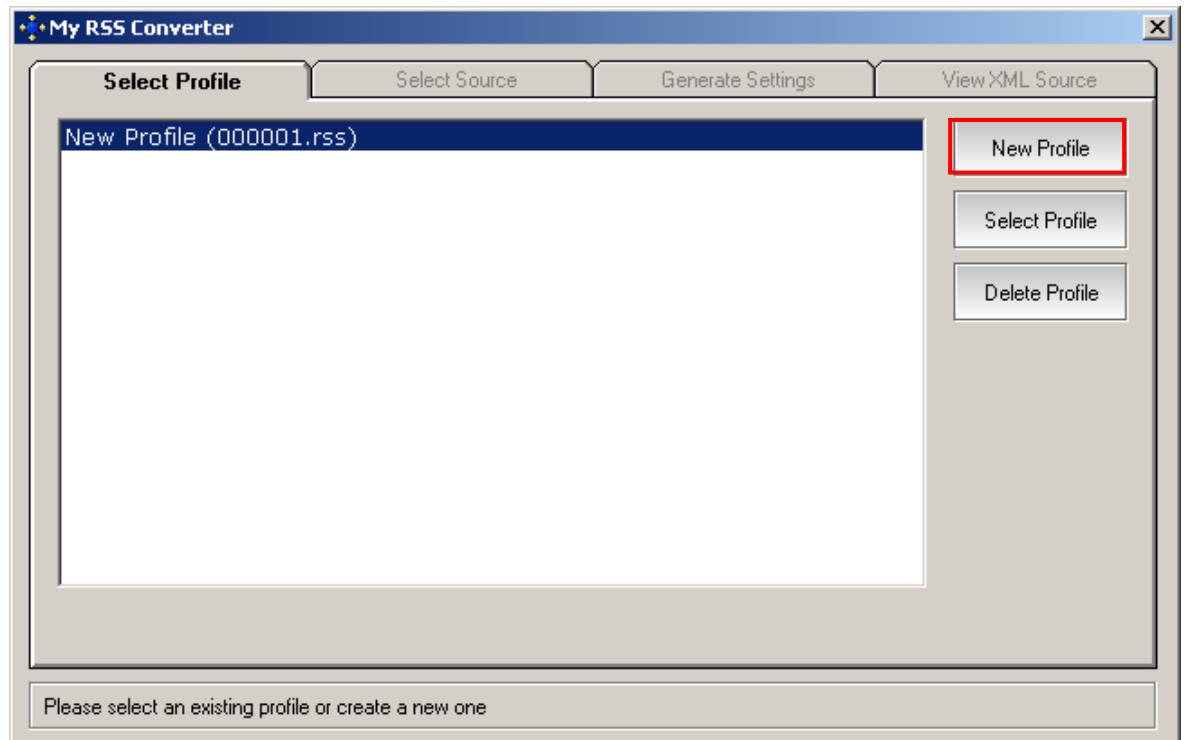 My RSS Converter
Select Profile
Select Source
Generate Settings
View XML Source
New Profile (000001.rss)
New Profile
Select Profile
Delete Profile
Please select an existing profile or create a new one